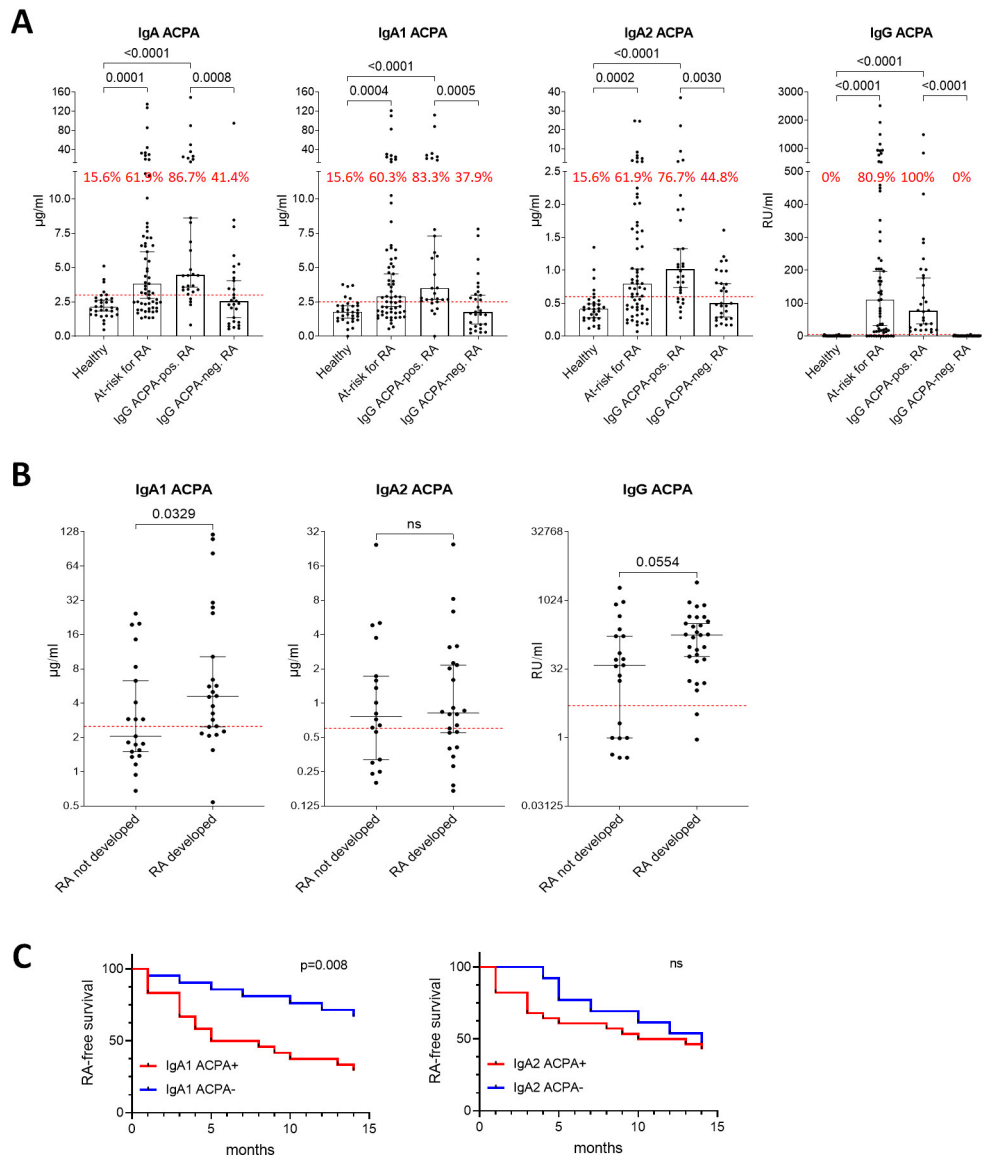 A
IgA ACPA
<0.0001
0.0001
0.0008
160
120
80
40
10.0
7.5
5.0
2.5
0.0
µg/ml
15.6% 61.9% 86.7% 41.4%
Healthy
At-risk for RA
IgG ACPA-pos. RA
IgG ACPA-neg. RA
IgA1 ACPA
<0.0001
0.0004
0.0005
160
120
80
40
10.0
7.5
5.0
2.5
0.0
µg/ml
15.6% 60.3% 83.3% 37.9%
Healthy
At-risk for RA
IgG ACPA-pos. RA
IgG ACPA-neg. RA
IgA2 ACPA
<0.0001
0.0002
0.0030
40
30
20
10
2.5
2.0
1.5
1.0
0.5
0.0
µg/ml
15.6% 61.9% 76.7% 44.8%
Healthy
At-risk for RA
IgG ACPA-pos. RA
IgG ACPA-neg. RA
IgG ACPA
<0.0001
<0.0001
<0.0001
3000
2000
1000
500
400
300
200
100
0
RU/ml
0% 80.9% 100% 0%
Healthy
At-risk for RA
IgG ACPA-pos. RA
IgG ACPA-neg. RA
B
IgA1 ACPA
0.0329
128
64
32
16
8
4
2
1
0.5
µg/ml
RA not developed
RA developed
IgA2 ACPA
ns
32
16
8
4
2
1
0.5
0.25
0.125
µg/ml
RA not developed
RA developed
IgG ACPA
0.0554
32768
1024
32
1
0.03125
RU/ml
RA not developed
RA developed
C
p=0.008
100
50
0
RA-free survival
IgA1 ACPA+
IgA1 ACPA-
0 5 10 15
months
ns
100
50
0
RA-free survival
IgA2 ACPA+
IgA2 ACPA-
0 5 10 15
months